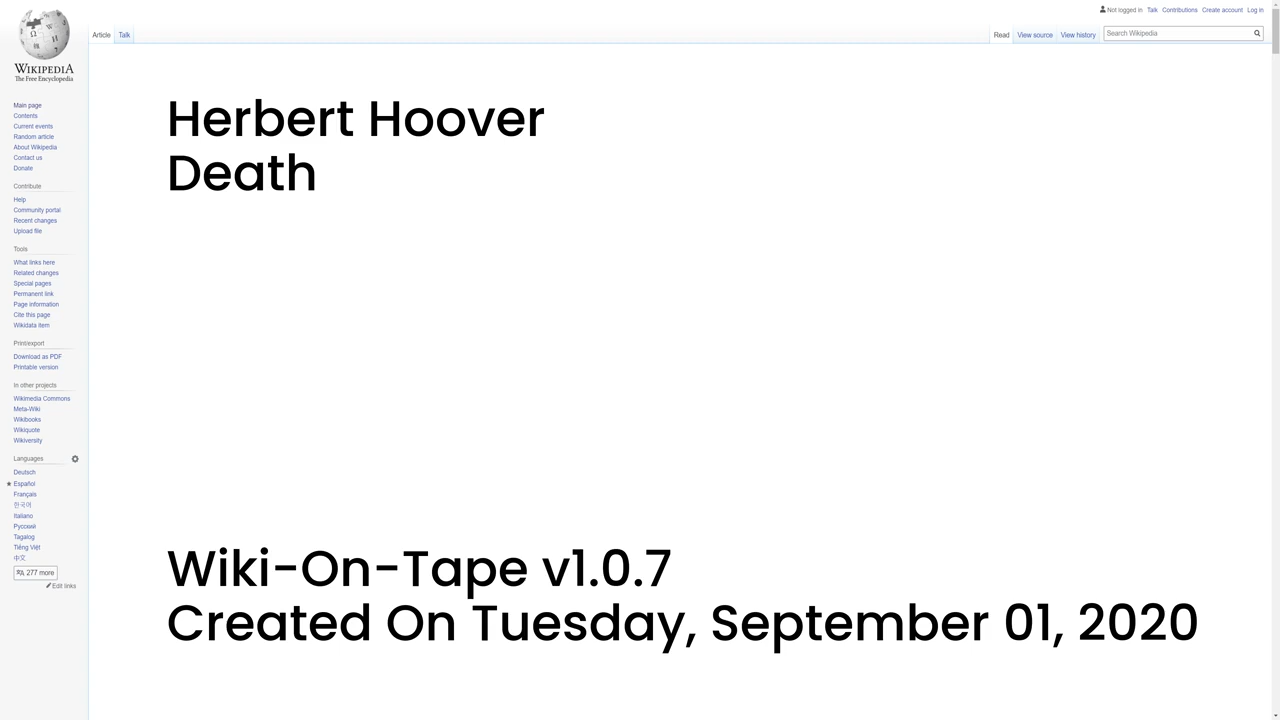 Not logged in Talk Contributions Create account Log in
WIKIPEDIA
The Free Encyclopedia
Article Talk
Read View source View history Search Wikipedia
Main page
Contents
Current events
Random article
About Wikipedia
Contact us
Donate
Contribute
Help
Community portal
Recent changes
Upload file
Tools
What links here
Related changes
Special pages
Permanent link
Page information
Cite this page
Wikidata item
Print/export
Download as PDF
Printable version
In other projects
Wikimedia Commons
Meta-Wiki
Wikibooks
Wikiquote
Wikiversity
Languages
Deutsch
Español
Français
한국어
Italiano
Русский
Tagalog
Tiếng Việt
中文
277 more
Edit links
Herbert Hoover
Death
Wiki-On-Tape v1.0.7
Created On Tuesday, September 01, 2020